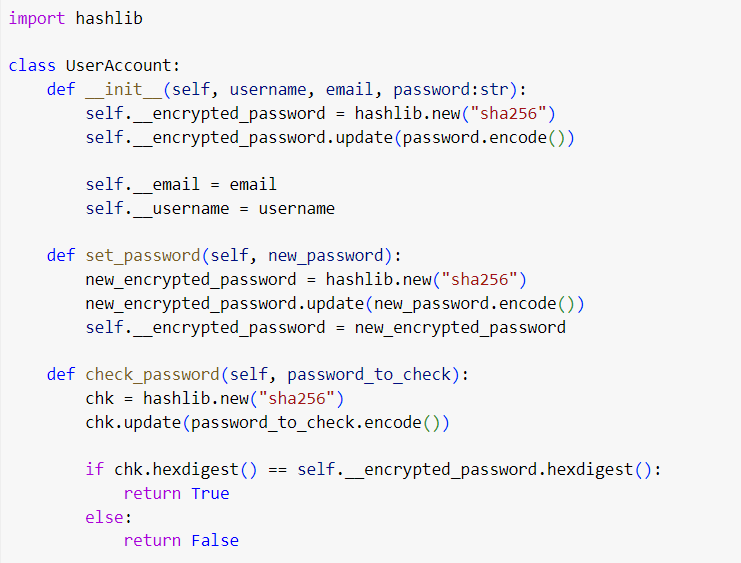 import hashlib

class UserAccount:
    def __init__(self, username, email, password:str):
        self.__encrypted_password = hashlib.new("sha256")
        self.__encrypted_password.update(password.encode())

        self.__email = email
        self.__username = username

    def set_password(self, new_password):
        new_encrypted_password = hashlib.new("sha256")
        new_encrypted_password.update(new_password.encode())
        self.__encrypted_password = new_encrypted_password

    def check_password(self, password_to_check):
        chk = hashlib.new("sha256")
        chk.update(password_to_check.encode())

        if chk.hexdigest() == self.__encrypted_password.hexdigest():
            return True
        else:
            return False